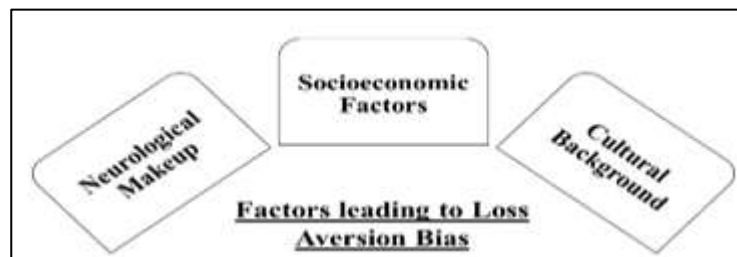 Neurological
Makeup
Socioeconomic
Factors
Cultural
Background
Factors leading to Loss
Aversion Bias